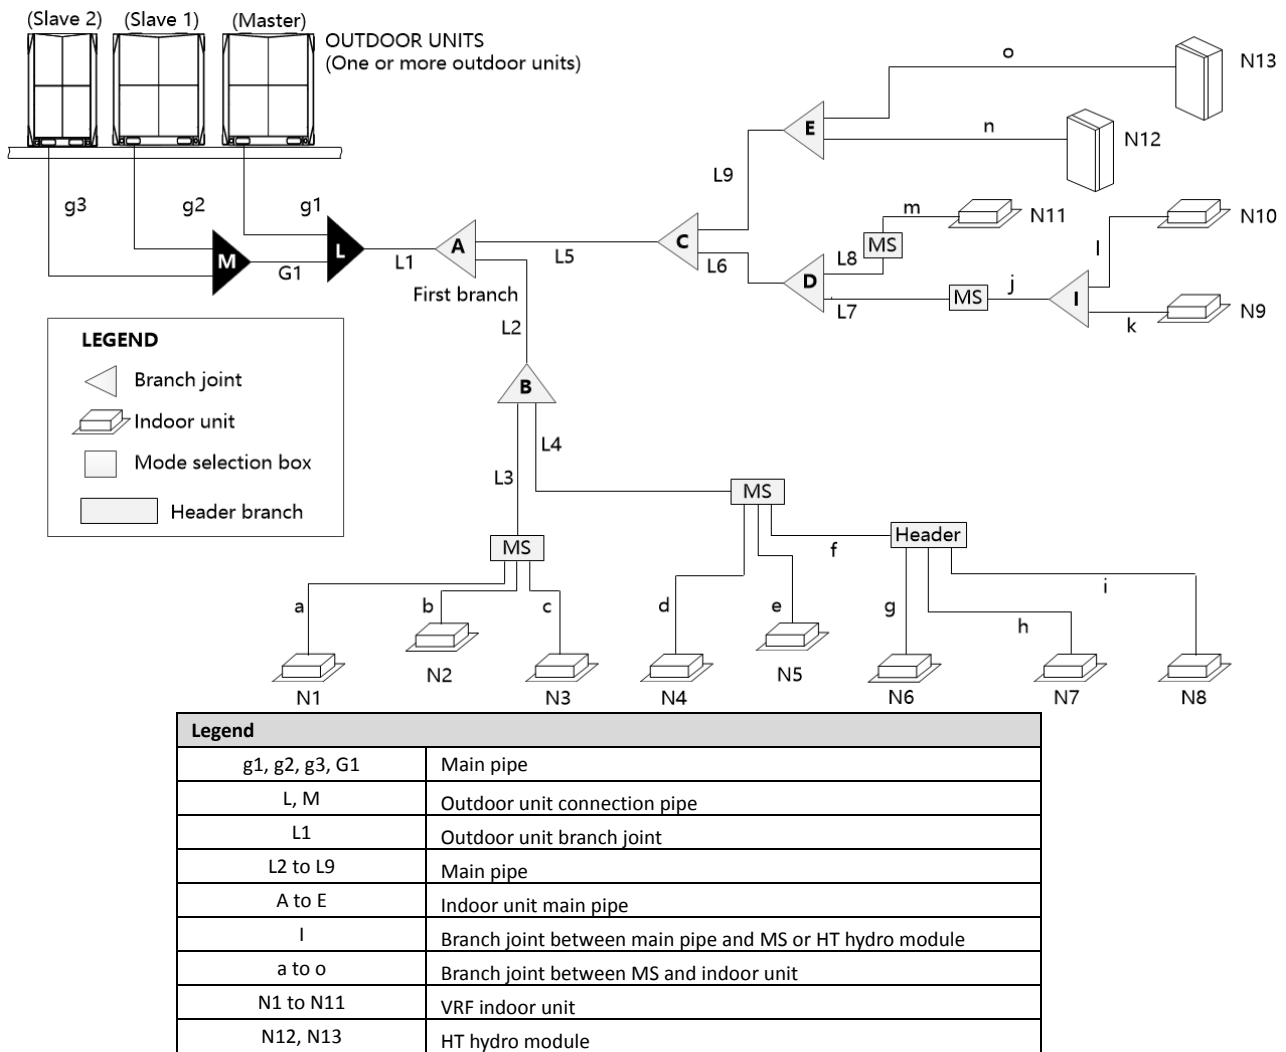 (Slave 2) (Slave 1) (Master)
OUTDOOR UNITS
(One or more outdoor units)
o
N13
E
n
N12
L9
g3 g2 g1
m
N11
N10
MS
L
A
C
L5
L6
L8
D
l
M
G1
L1
First branch
L7
MS
j
I
k
N9
L2
LEGEND
Branch joint
Indoor unit
Mode selection box
Header branch
B
L4
L3
MS
MS
f
Header
a b c d e g h i
N1 N2 N3 N4 N5 N6 N7 N8
Legend
g1, g2, g3, G1 Main pipe
L, M Outdoor unit connection pipe
L1 Outdoor unit branch joint
L2 to L9 Main pipe
A to E Indoor unit main pipe
I Branch joint between main pipe and MS or HT hydro module
a to o Branch joint between MS and indoor unit
N1 to N11 VRF indoor unit
N12, N13 HT hydro module